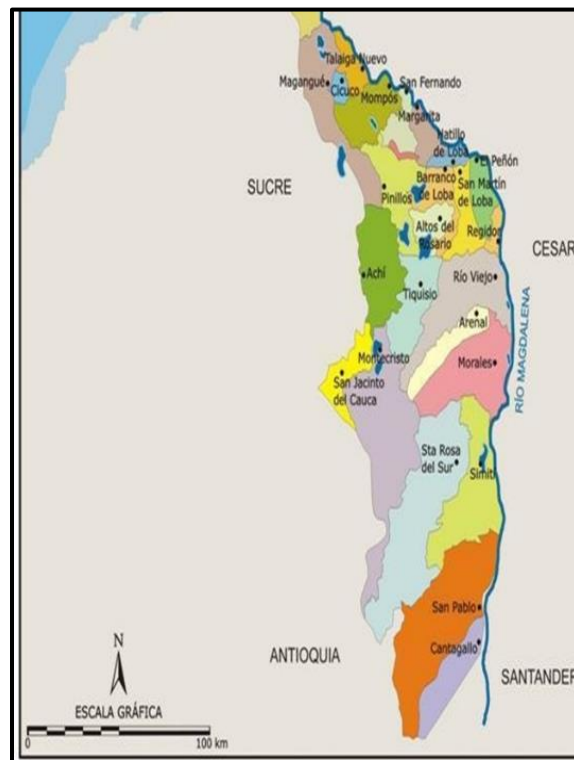 Talaiga Nuevo
Magangué
Cicuco
San Fernando
Mompós
Margarita
Hatillo
de Loba
El Peñón
SUCRE
Barranco
de Loba
San Martín
de Loba
Pinillos
Altos del
Rosario
Regidor
CESAR
Achí
Tiquisio
Río Viejo
Arenal
RÍO MAGDALENA
Montecristo
Morales
San Jacinto
del Cauca
Sta Rosa
del Sur
Simití
San Pablo
Cantagallo
ANTIOQUIA
SANTANDER
N
ESCALA GRÁFICA
0
100 km